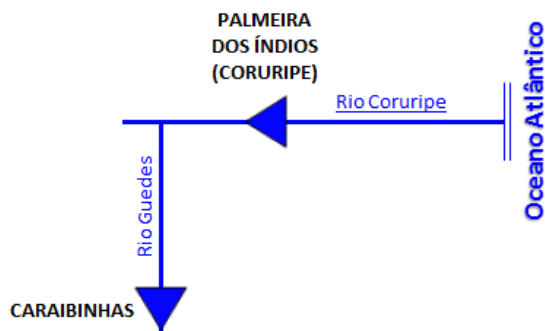 PALMEIRA
DOS ÍNDIOS
(CORURIPE)
Rio Coruripe
Oceano Atlântico
Rio Guedes
CARAIBINHAS